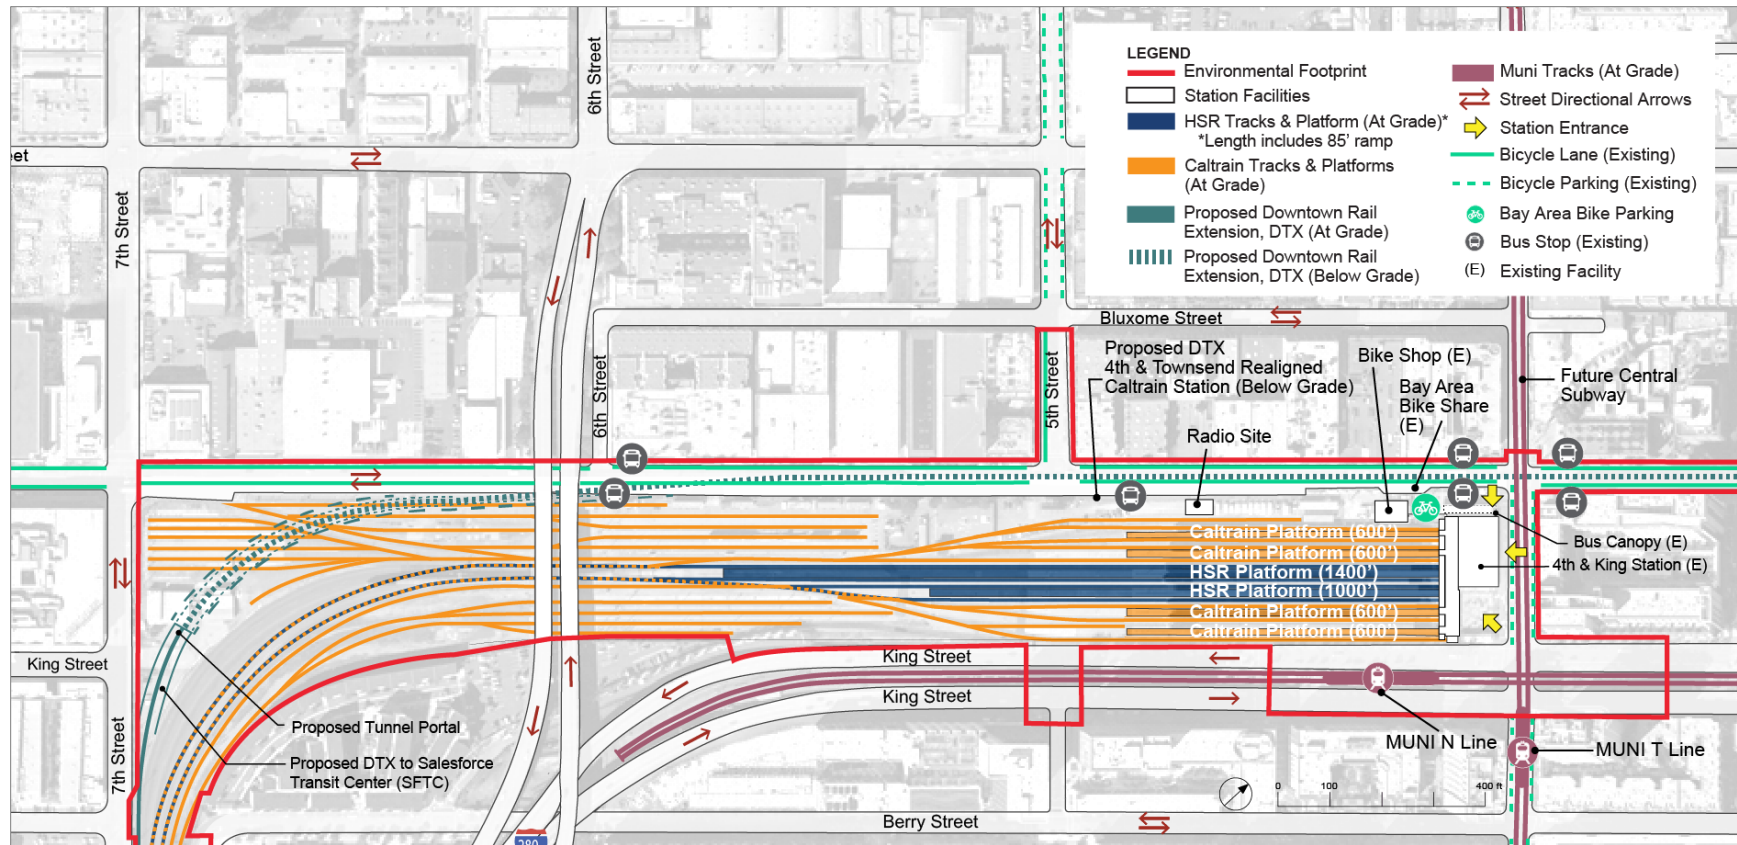 LEGEND
Environmental Footprint
Station Facilities
HSR Tracks & Platform (At Grade)*
*Length includes 85' ramp
Caltrain Tracks & Platforms
(At Grade)
Proposed Downtown Rail
Extension, DTX (At Grade)
Proposed Downtown Rail
Extension, DTX (Below Grade)
Muni Tracks (At Grade)
Street Directional Arrows
Station Entrance
Bicycle Lane (Existing)
Bicycle Parking (Existing)
Bay Area Bike Parking
Bus Stop (Existing)
(E) Existing Facility
6th Street
eet
7th Street
Bluxome Street
6th Street
5th Street
Proposed DTX
4th & Townsend Realigned
Caltrain Station (Below Grade)
Bike Shop (E)
Bay Area
Bike Share
(E)
Radio Site
Future Central
Subway
Caltrain Platform (600')
Caltrain Platform (600')
HSR Platform (1400')
HSR Platform (1000')
Caltrain Platform (600')
Caltrain Platform (600')
Bus Canopy (E)
4th & King Station (E)
King Street
King Street
King Street
7th Street
Proposed Tunnel Portal
Proposed DTX to Salesforce
Transit Center (SFTC)
MUNI N Line
MUNI T Line
0 100 400 ft
Berry Street
280